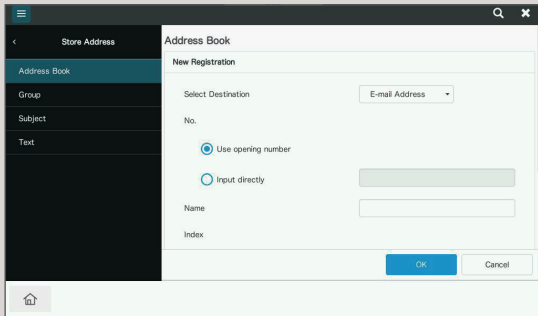 Store Address
Address Book
Group
Subject
Text
Address Book
New Registration
Select Destination
E-mail Address
No.
Use opening number
Input directly
Name
Index
OK
Cancel